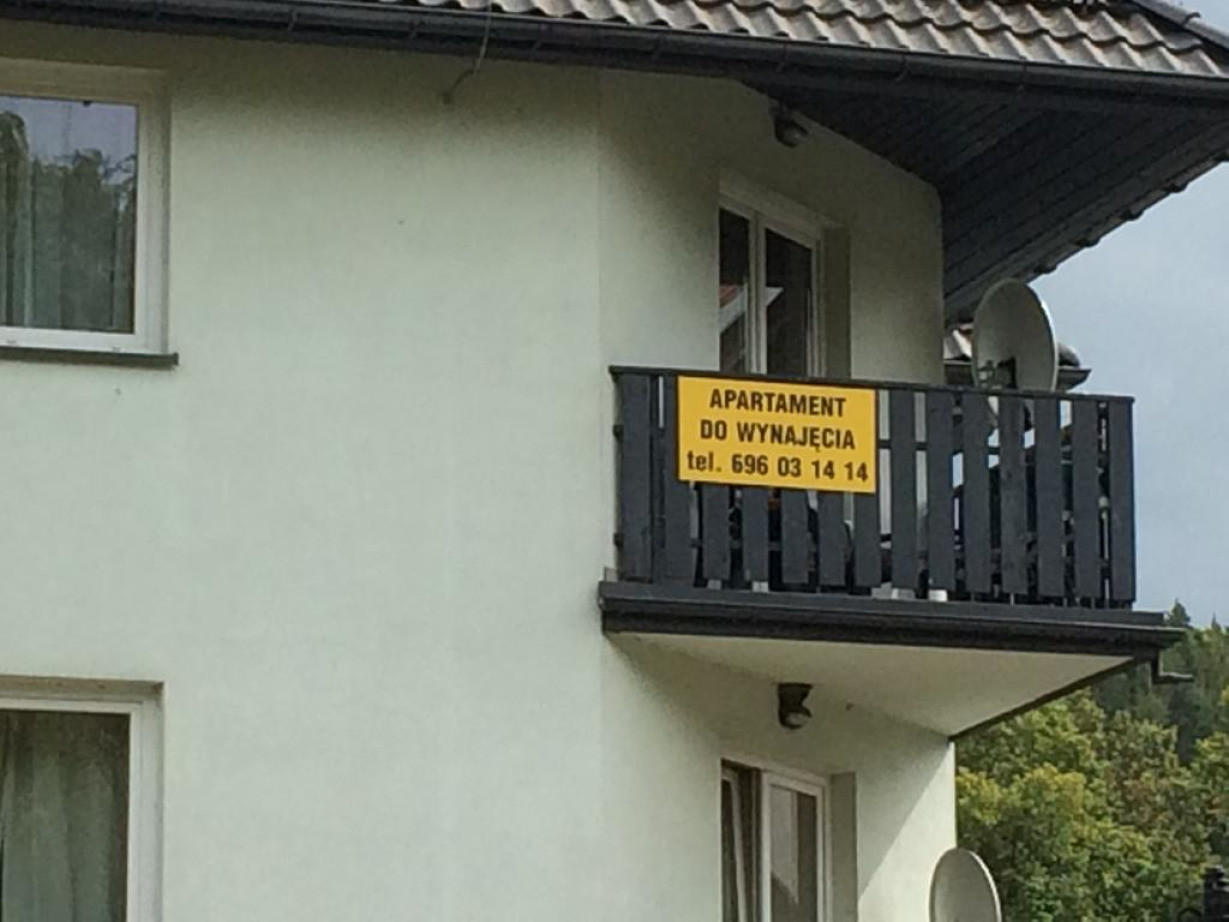 APARTAMENT
DO WYNAJĘCIA
tel. 696 03 14 14